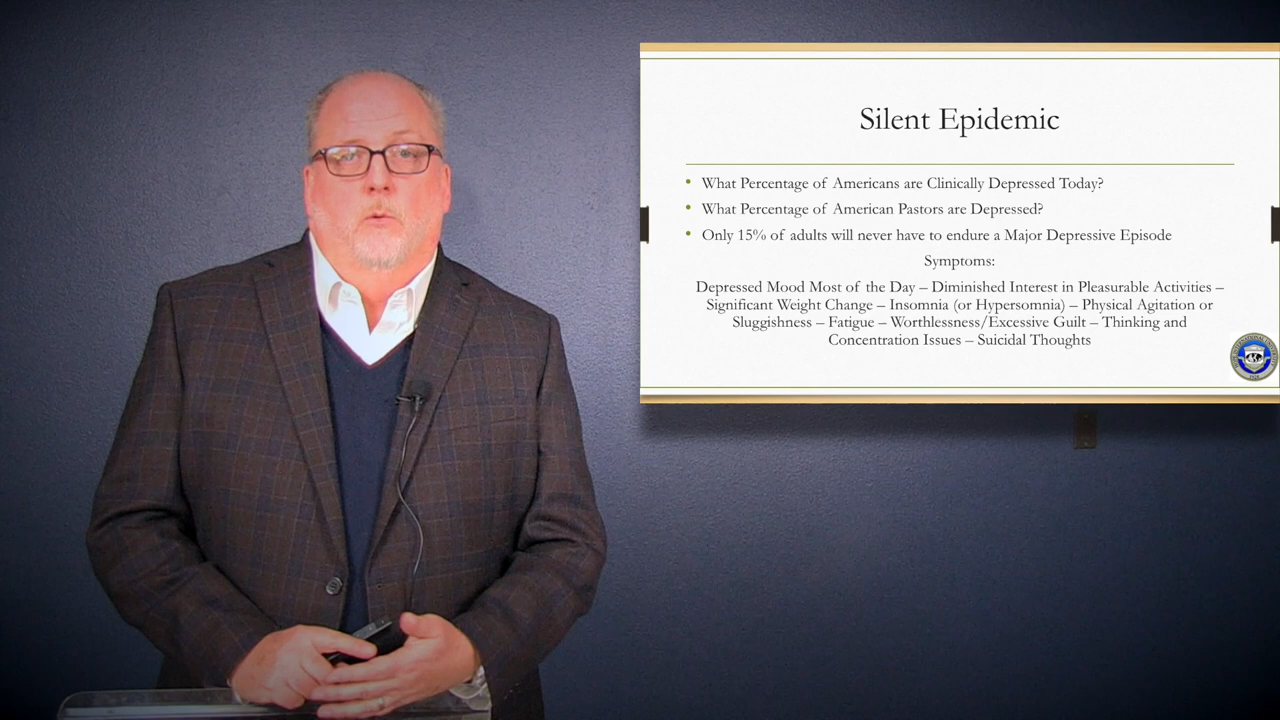 Silent Epidemic
• What Percentage of Americans are Clinically Depressed Today?
• What Percentage of American Pastors are Depressed?
• Only 15% of adults will never have to endure a Major Depressive Episode
Symptoms:
Depressed Mood Most of the Day – Diminished Interest in Pleasurable Activities –
Significant Weight Change – Insomnia (or Hypersomnia) – Physical Agitation or
Sluggishness – Fatigue – Worthlessness/Excessive Guilt – Thinking and
Concentration Issues – Suicidal Thoughts